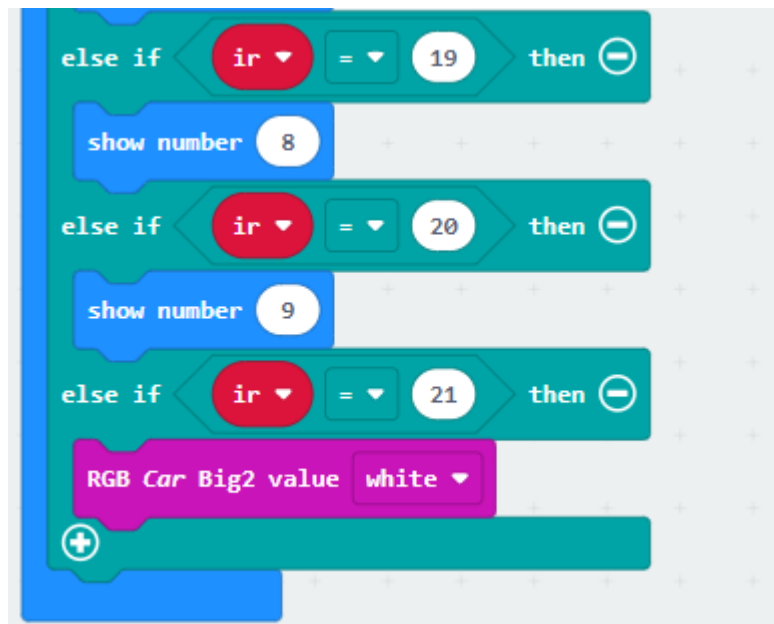 else if ir = 19 then
show number 8
else if ir = 20 then
show number 9
else if ir = 21 then
RGB Car Big2 value white